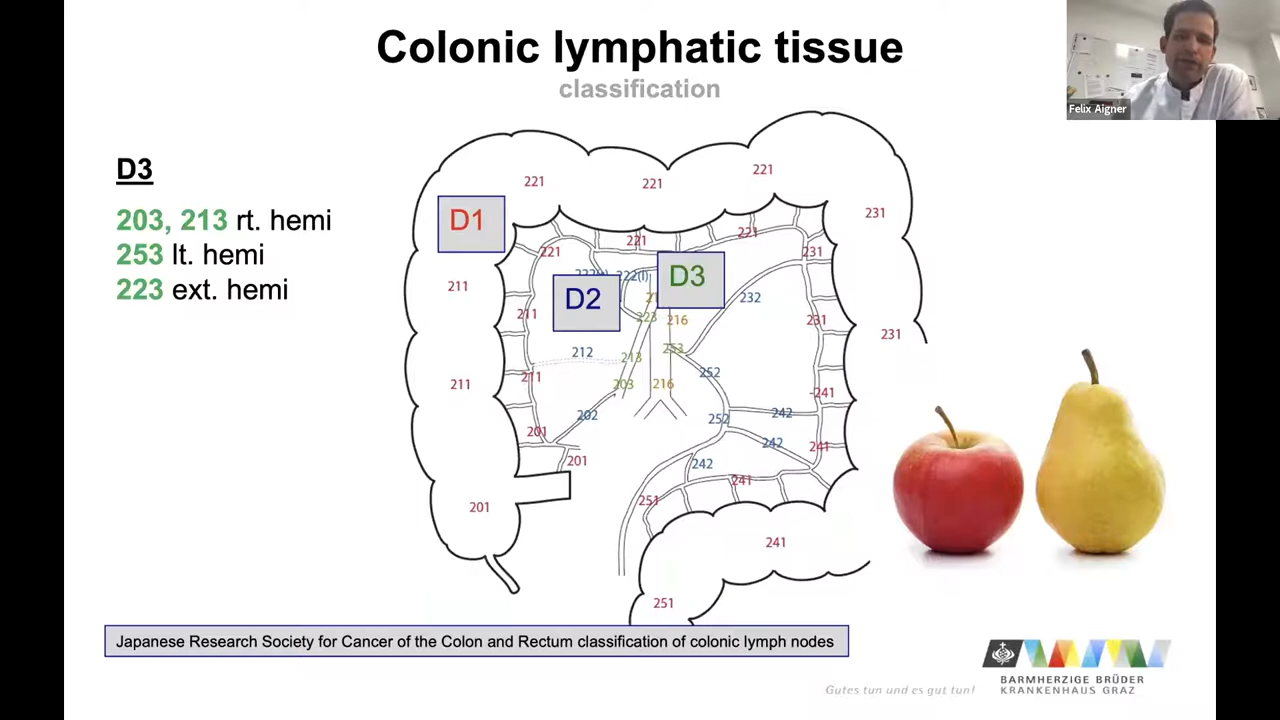 Colonic lymphatic tissue
classification
Felix Aigner
D3
203, 213 rt. hemi
253 lt. hemi
223 ext. hemi
221
221
221
231
D1
221
221
221
231
D2
222(l)
D3
211
211
232
223
216
231
231
212
213
253
211
203
216
252
211
241
202
252
242
201
242
241
201
242
241
251
201
241
251
Japanese Research Society for Cancer of the Colon and Rectum classification of colonic lymph nodes
Gutes tun und es gut tun!
BARMHERZIGE BRÜDER
KRANKENHAUS GRAZ